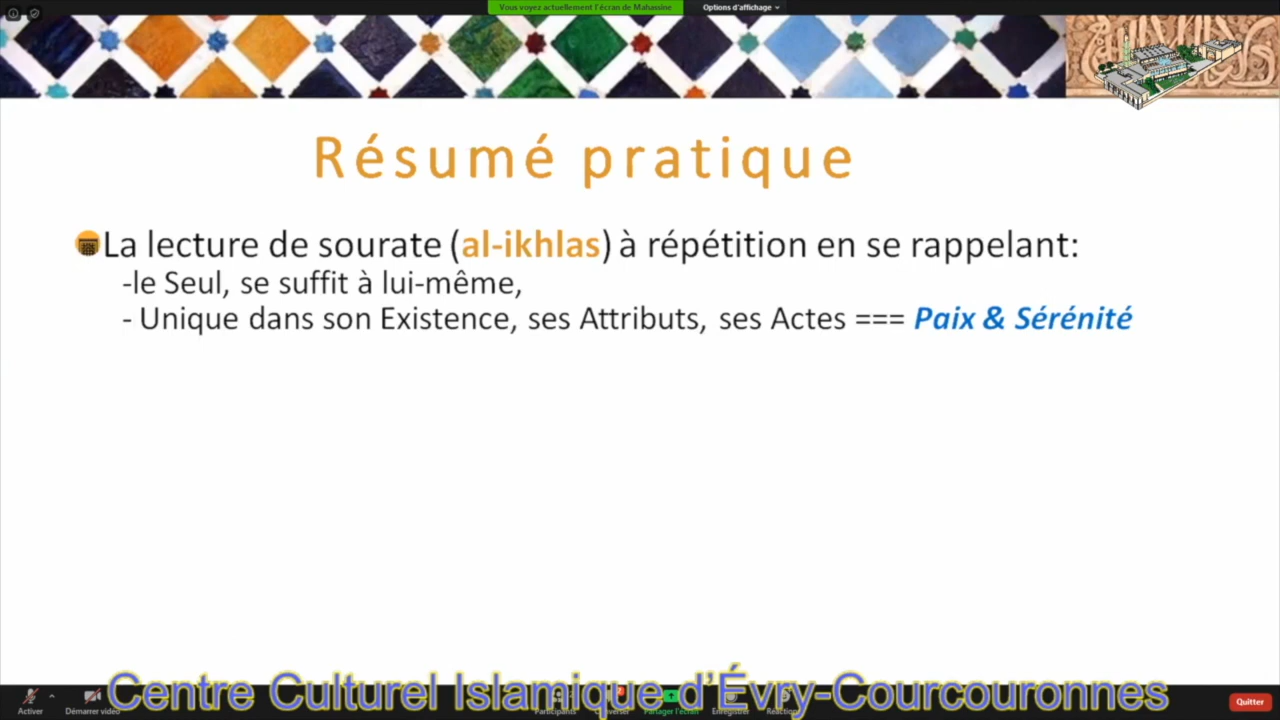 Vous voyez actuellement l'écran de Mahassine
Options d'affichage
Résumé pratique
La lecture de sourate (al-ikhlas) à répétition en se rappelant:
-le Seul, se suffit à lui-même,
- Unique dans son Existence, ses Attributs, ses Actes === Paix & Sérénité
Centre Culturel Islamique d'Évry-Courcouronnes
Activer
Démarrer vidéo
Participants
Converser
Partager l'écran
Enregistrer
Réactions
Quitter